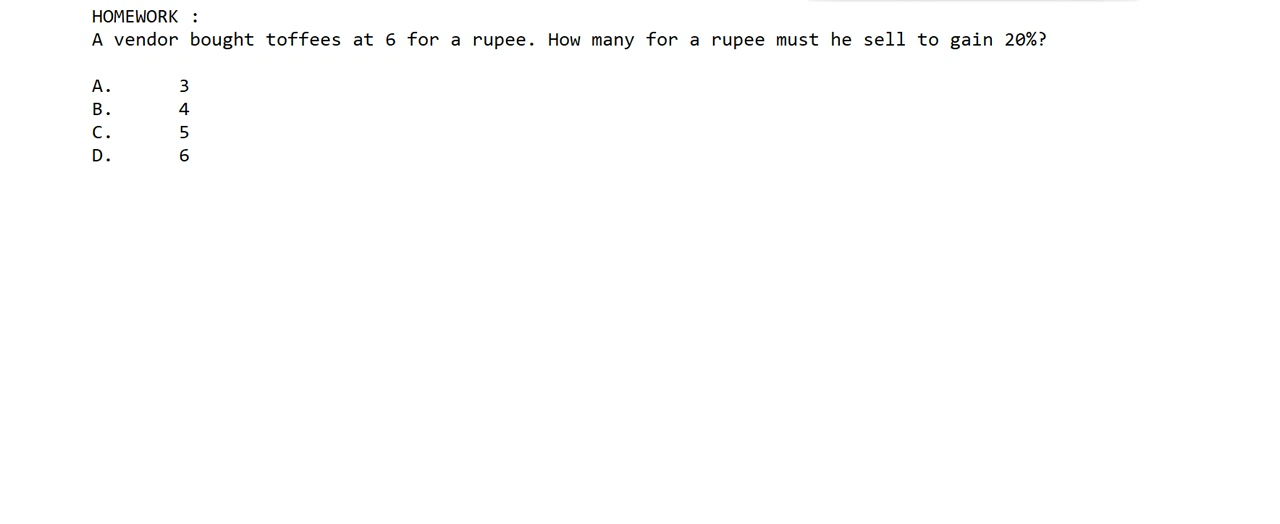 HOMEWORK :
A vendor bought toffees at 6 for a rupee. How many for a rupee must he sell to gain 20%?
A. 3
B. 4
C. 5
D. 6